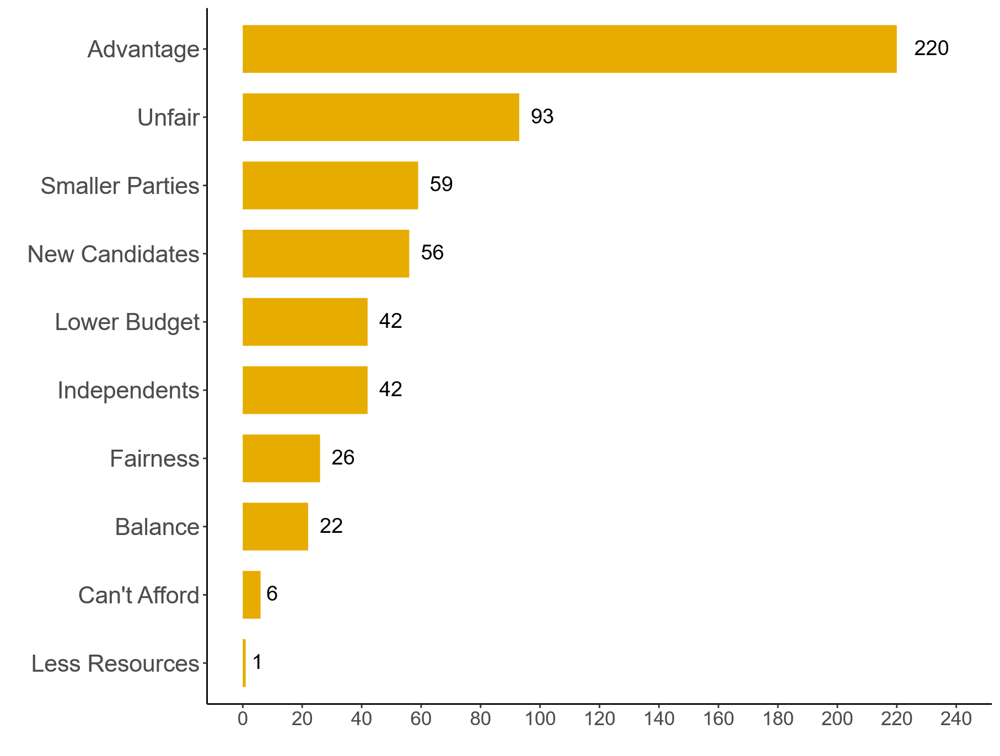 Advantage 220
Unfair 93
Smaller Parties 59
New Candidates 56
Lower Budget 42
Independents 42
Fairness 26
Balance 22
Can't Afford 6
Less Resources 1
0 20 40 60 80 100 120 140 160 180 200 220 240